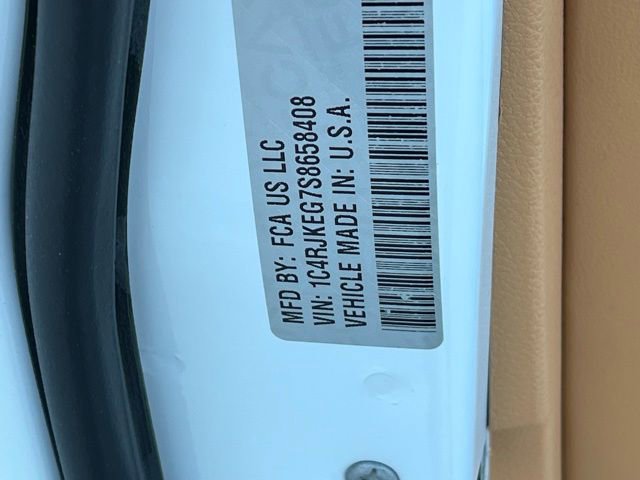 MFD BY: FCA US LLC
VIN: 1C4RJKEG7S8658408
VEHICLE MADE IN: U.S.A.